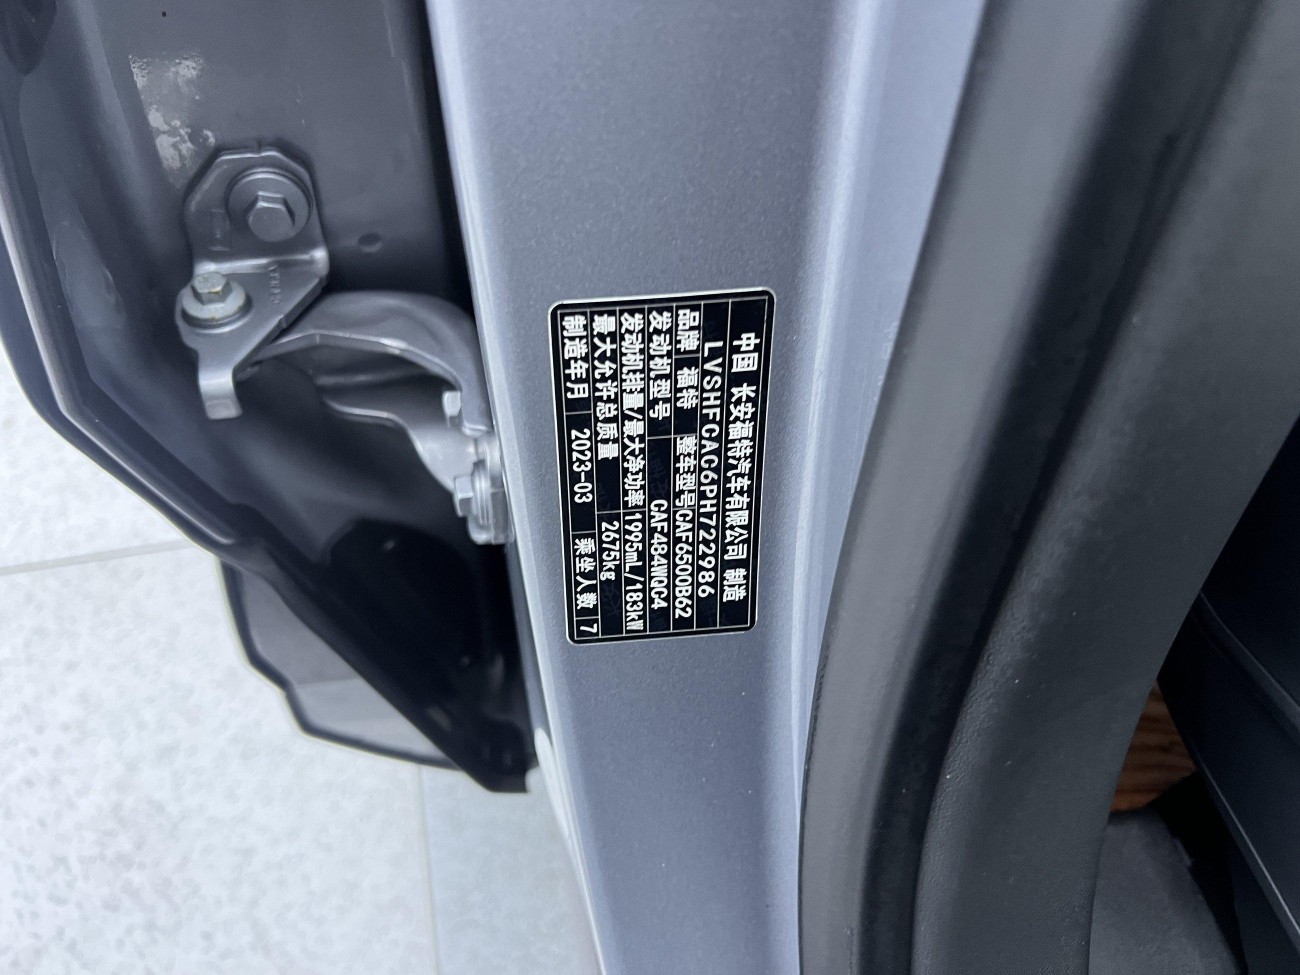 中国 长安福特汽车有限公司 制造
LVSHFCAC6PH722986
品牌 福特 整车型号 CAF6500B62
发动机型号 CAF484WQC4
发动机排量/最大净功率 1995mL/183kW
最大允许总质量 2675kg
制造年月 2023-03 乘坐人数 7